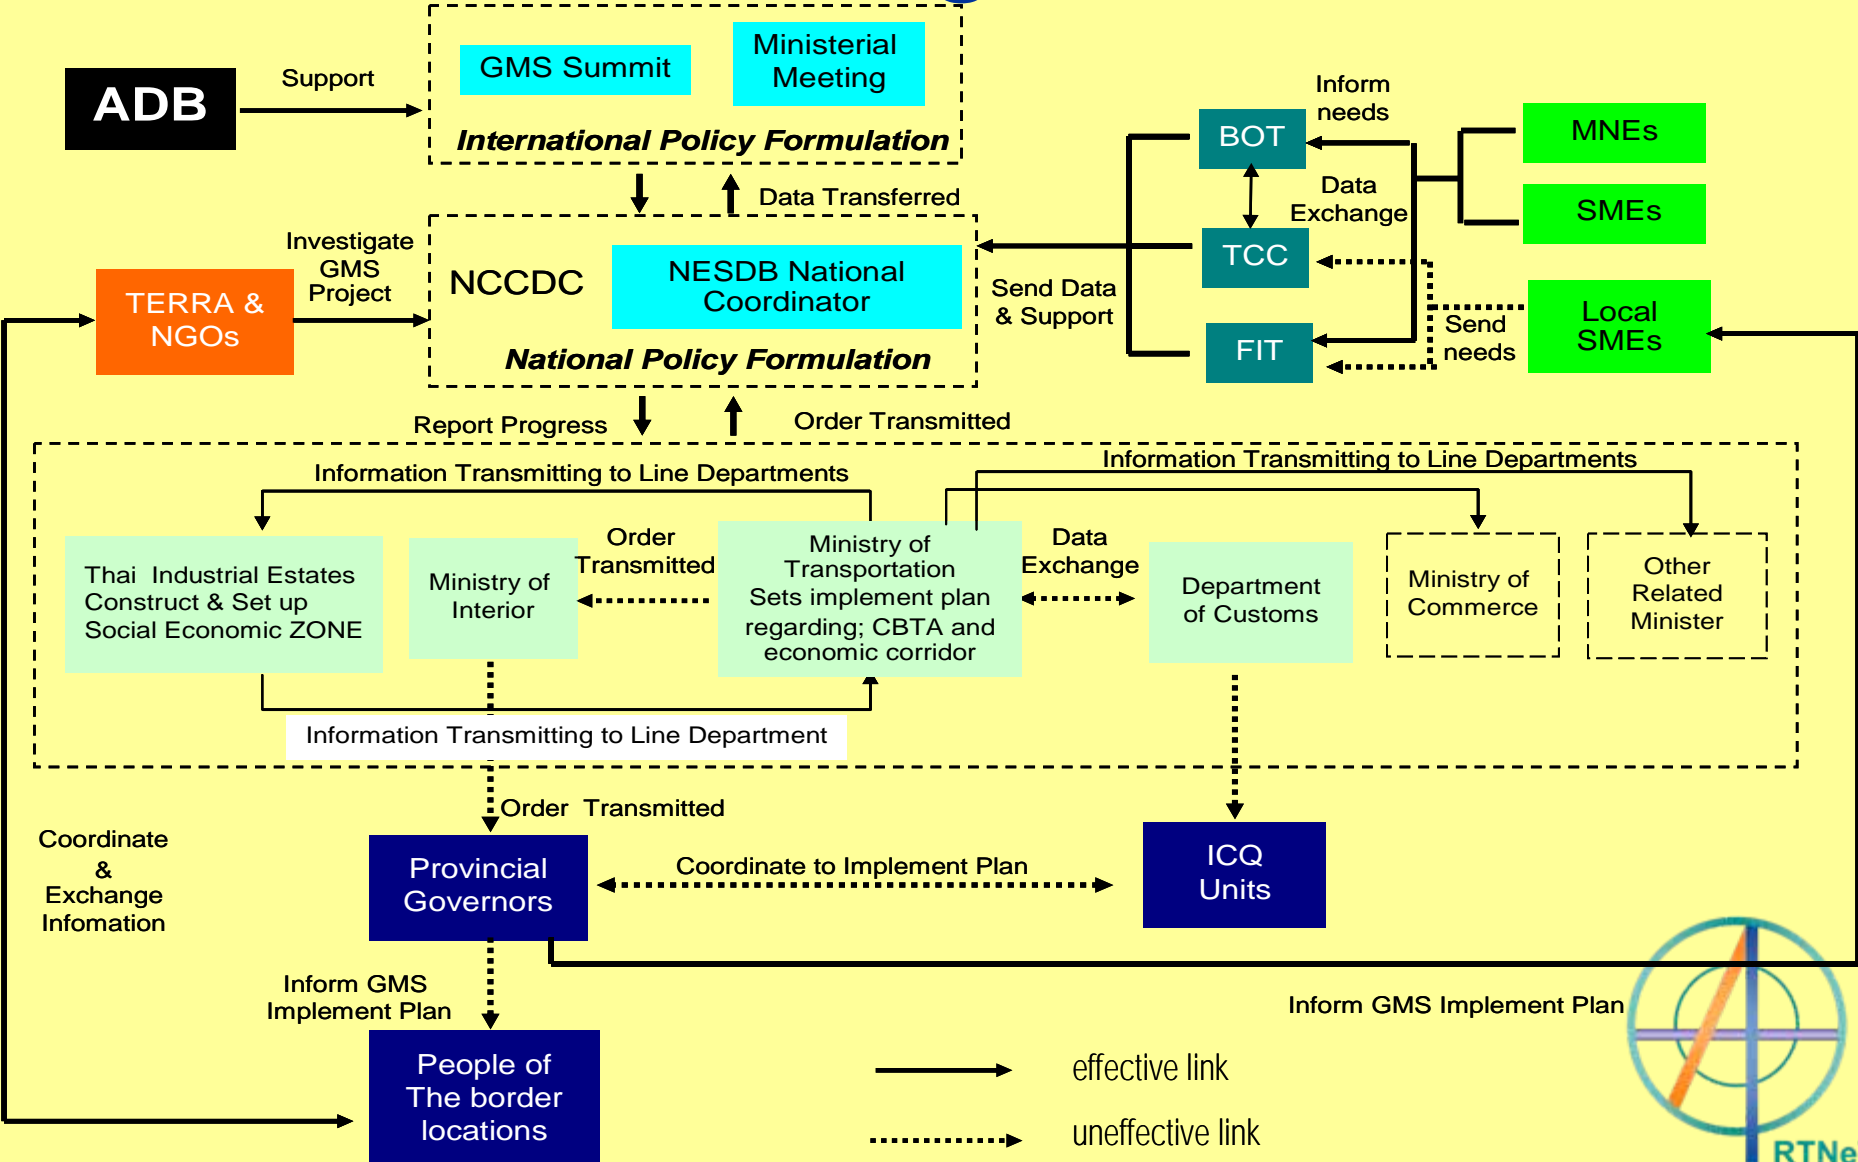 GMS Summit
Ministerial
Meeting
ADB
Support
International Policy Formulation
Data Transferred
Investigate
GMS
Project
TERRA &
NGOs
NCCDC
NESDB National
Coordinator
National Policy Formulation
Send Data
& Support
BOT
TCC
FIT
Inform
needs
Data
Exchange
Send
needs
MNEs
SMEs
Local
SMEs
Report Progress
Order Transmitted
Information Transmitting to Line Departments
Information Transmitting to Line Departments
Thai Industrial Estates
Construct & Set up
Social Economic ZONE
Ministry of
Interior
Order
Transmitted
Ministry of
Transportation
Sets implement plan
regarding; CBTA and
economic corridor
Data
Exchange
Department
of Customs
Ministry of
Commerce
Other
Related
Minister
Information Transmitting to Line Department
Order Transmitted
Coordinate
&
Exchange
Infomation
Provincial
Governors
Coordinate to Implement Plan
ICQ
Units
Inform GMS
Implement Plan
Inform GMS Implement Plan
People of
The border
locations
effective link
uneffective link
RTNe